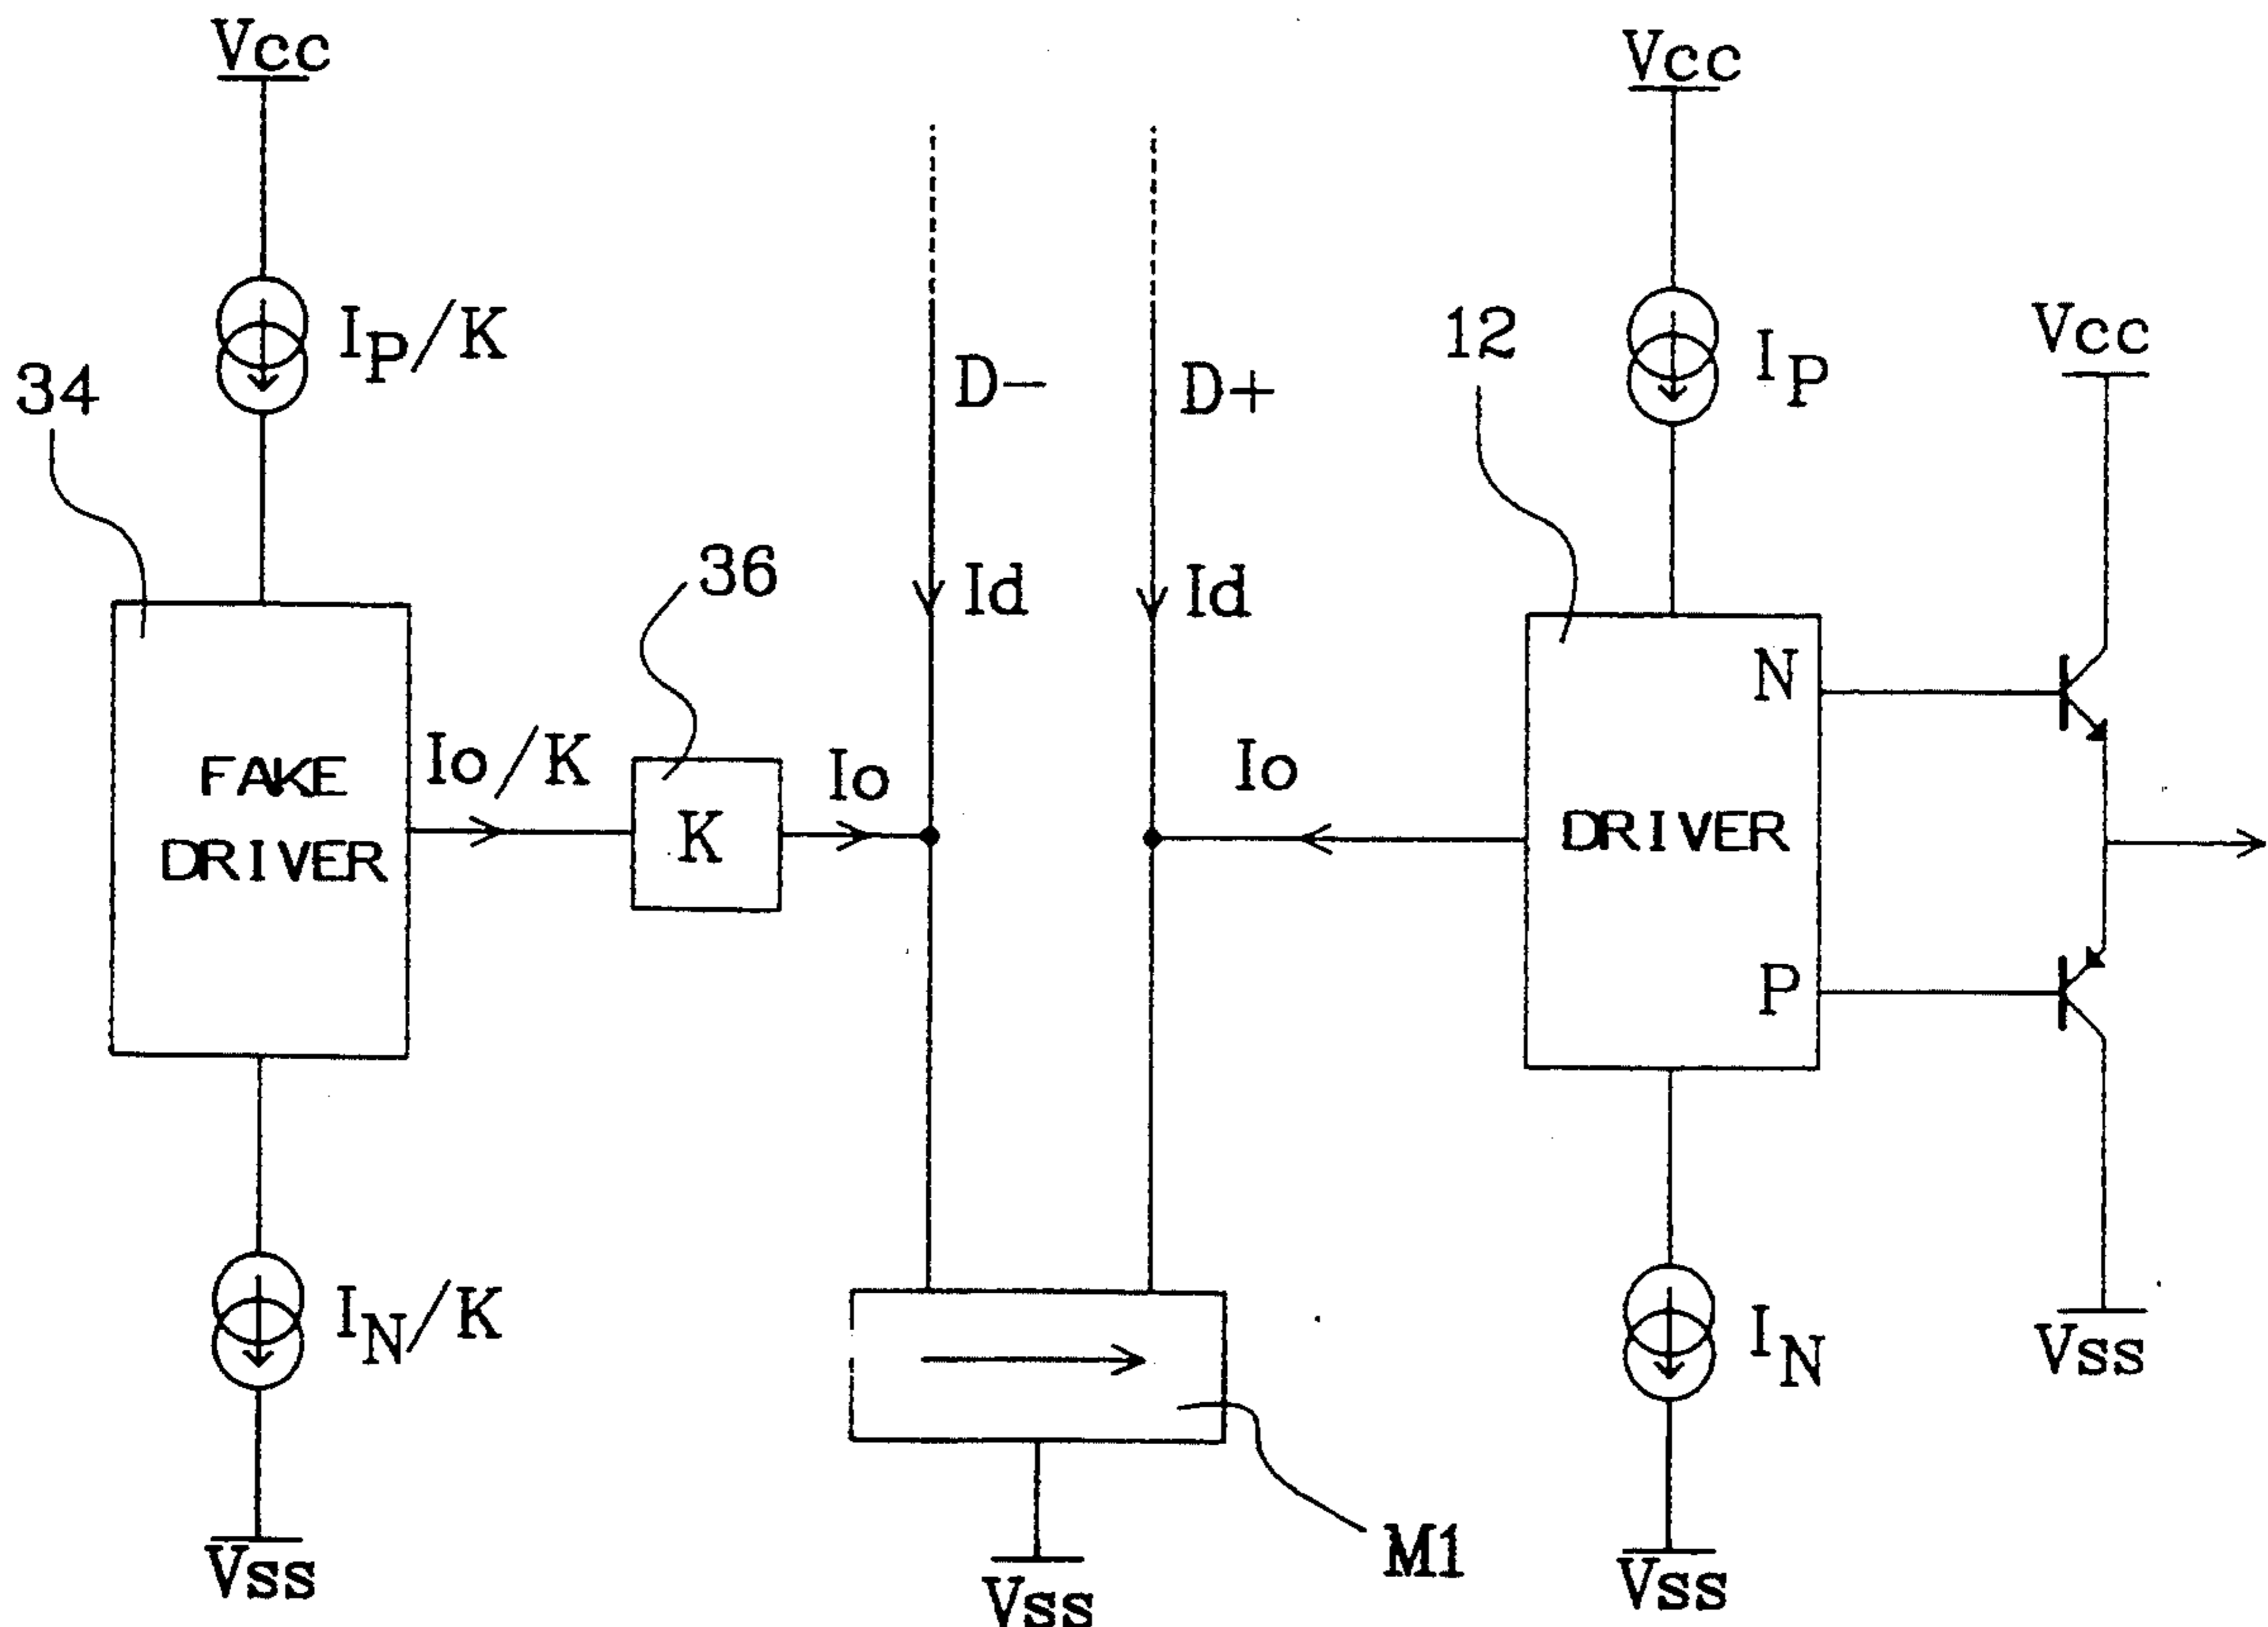 Vcc
Vcc
IP/K
12
IP
Vcc
34
D-
D+
36
Id
Id
N
FAKE
DRIVER
Io/K
Io
Io
DRIVER
K
P
IN/K
IN
Vss
M1
Vss
Vss
Vss